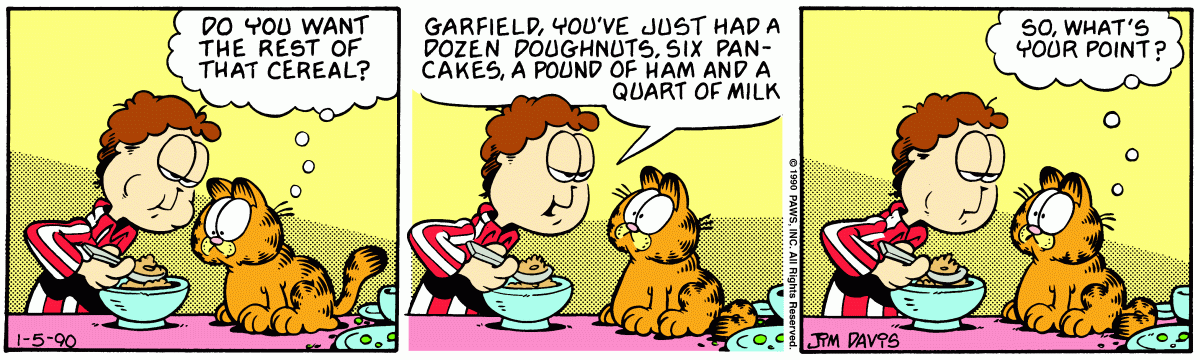 DO YOU WANT
THE REST OF
THAT CEREAL?
1-5-90
GARFIELD, YOU'VE JUST HAD A
DOZEN DOUGHNUTS, SIX PAN-
CAKES, A POUND OF HAM AND A
QUART OF MILK
© 1990 PAWS, INC. All Rights Reserved.
SO, WHAT'S
YOUR POINT?
JIM DAVIS